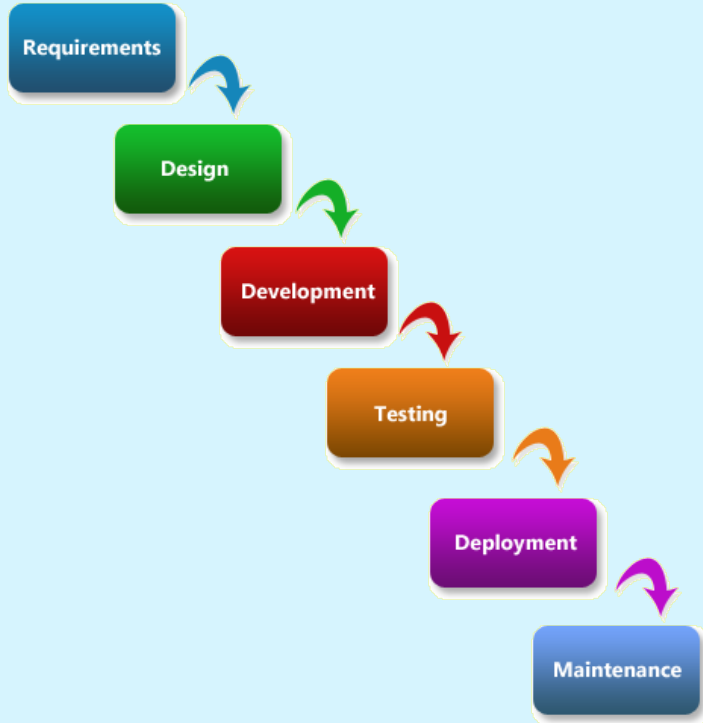 Requirements
Design
Development
Testing
Deployment
Maintenance